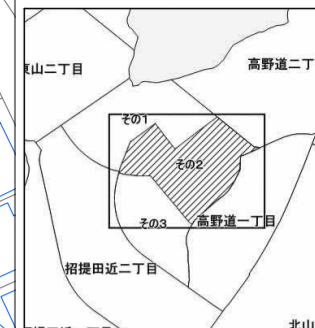 東山二丁目
高野道二丁
その1
その2
その3
高野道一丁目
招提田近二丁目
北山